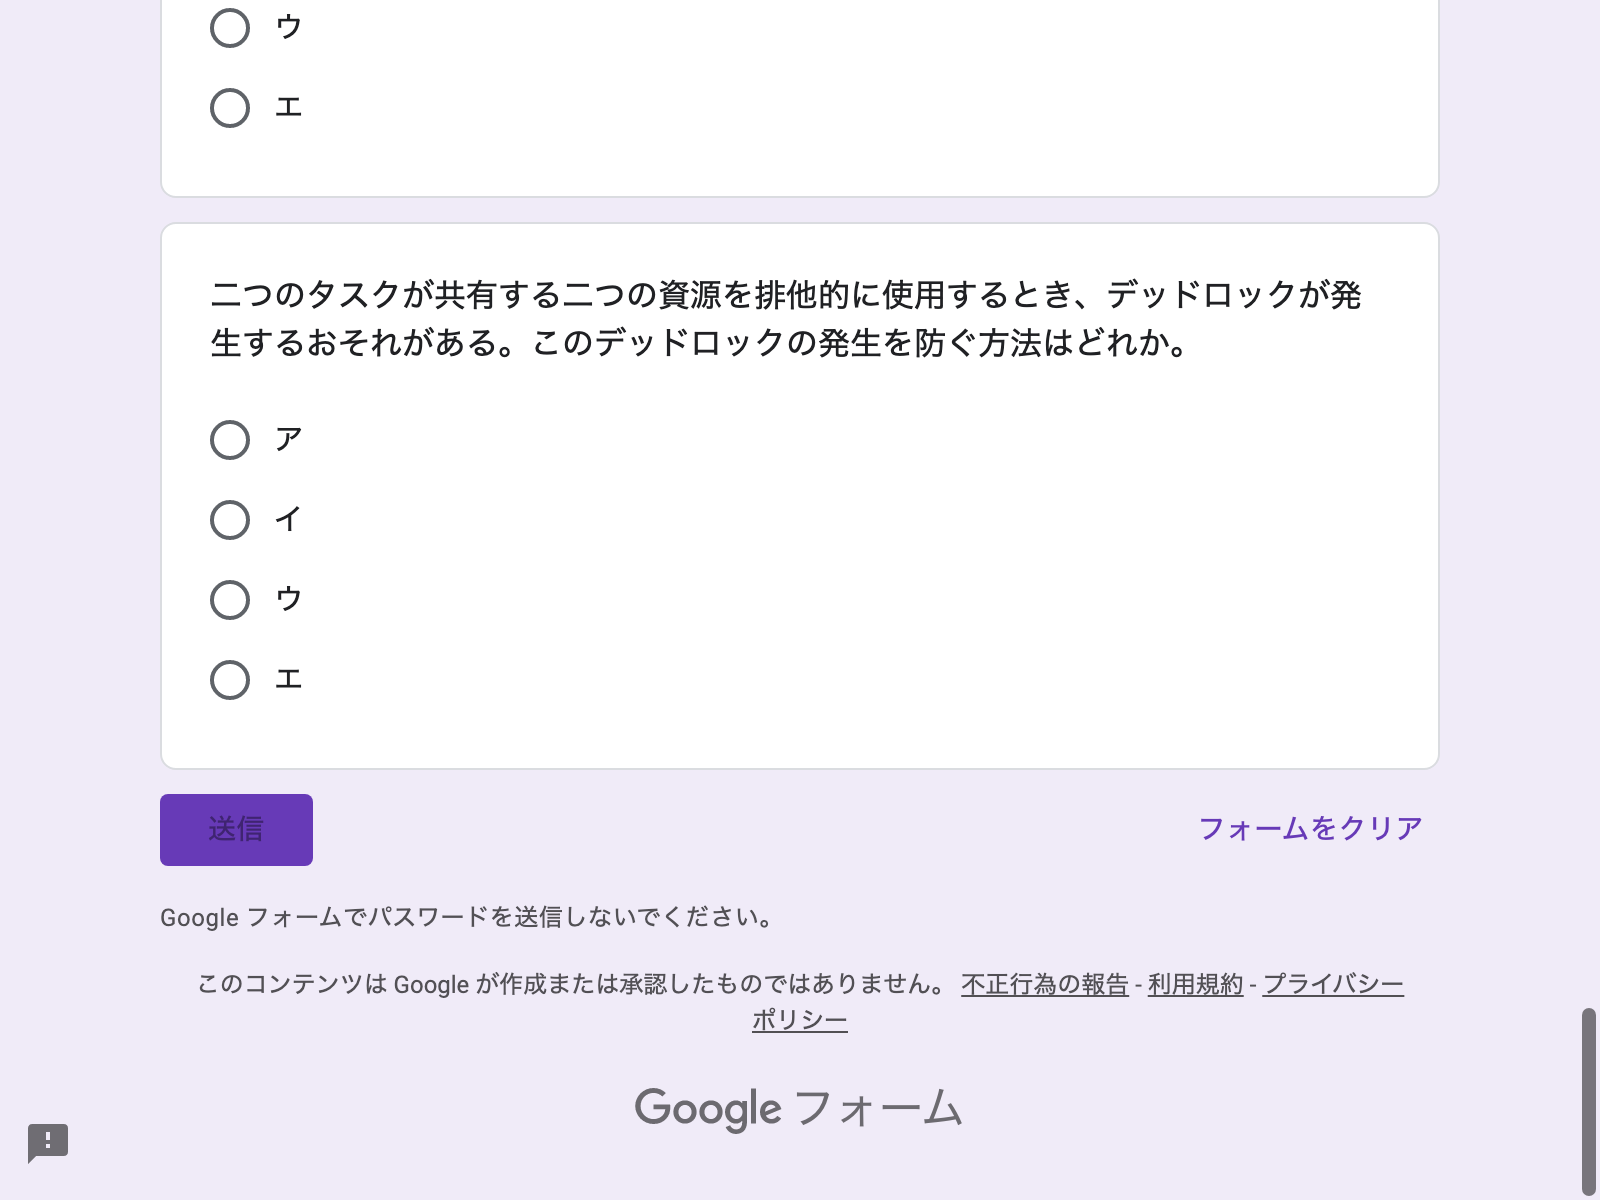 ウ
エ
二つのタスクが共有する二つの資源を排他的に使用するとき、デッドロックが発
生するおそれがある。このデッドロックの発生を防ぐ方法はどれか。
ア
イ
ウ
エ
送信
フォームをクリア
Google フォームでパスワードを送信しないでください。
このコンテンツは Google が作成または承認したものではありません。 不正行為の報告 - 利用規約 - プライバシー
ポリシー
Google フォーム